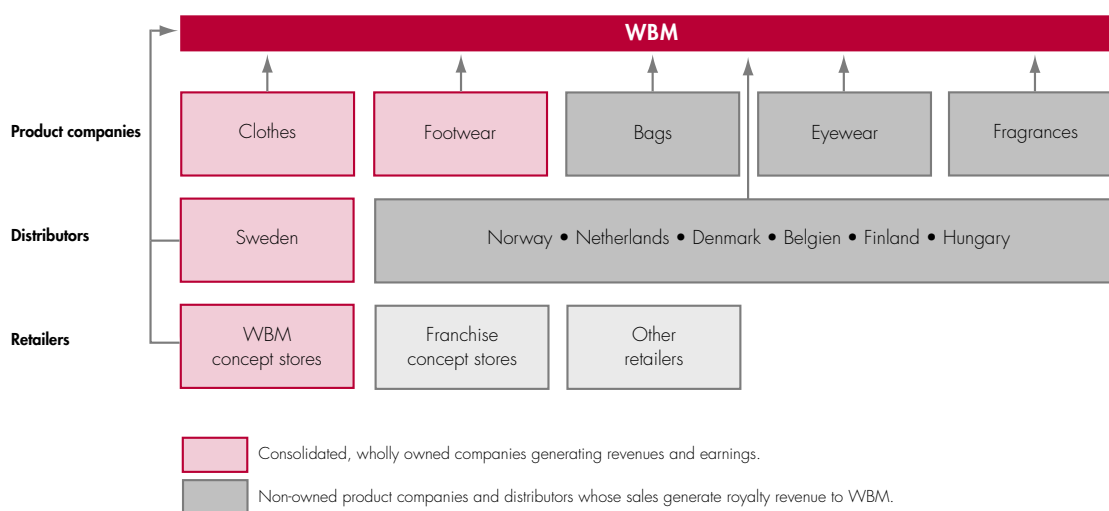 WBM
Product companies
Clothes
Footwear
Bags
Eyewear
Fragrances
Distributors
Sweden
Norway • Netherlands • Denmark • Belgien • Finland • Hungary
Retailers
WBM
concept stores
Franchise
concept stores
Other
retailers
Consolidated, wholly owned companies generating revenues and earnings.
Non-owned product companies and distributors whose sales generate royalty revenue to WBM.